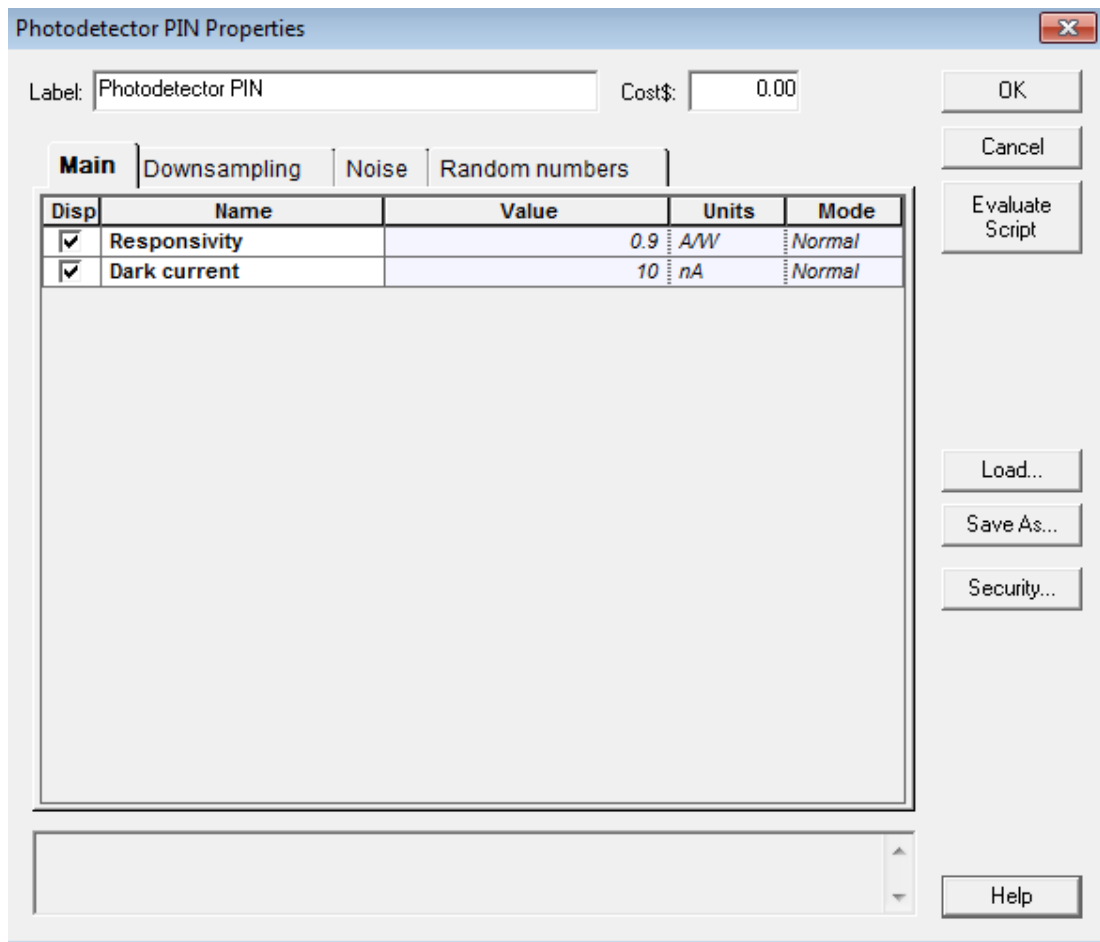 Photodetector PIN Properties
Label: Photodetector PIN Cost$: 0.00 OK
Cancel
Main Downsampling Noise Random numbers
Disp Name Value Units Mode Evaluate Script
Responsivity 0.9 A/W Normal
Dark current 10 nA Normal
Load...
Save As...
Security...
Help